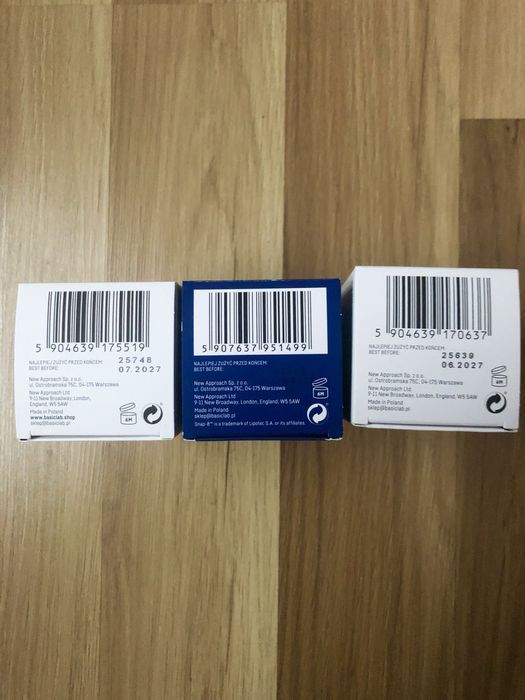 5 904639 175519
NAJLEPIEJ ZUŻYĆ PRZED KOŃCEM:
BEST BEFORE:
25748
07.2027
New Approach Sp. z o.o.
ul. Ostrobramska 75C, 04-175 Warszawa
New Approach Ltd
9-11 New Broadway, London,
England, W5 5AW
Made in Poland
www.basiclab.shop
sklep@basiclab.shop
6M
5 907637 951499
NAJLEPIEJ ZUŻYĆ PRZED KOŃCEM:
BEST BEFORE:
New Approach Sp. z o.o.
ul. Ostrobramska 75C, 04-175 Warszawa
New Approach Ltd
9-11 New Broadway, London, England, W5 5AW
Made in Poland
sklep@basiclab.shop
Snap-8™ is a trademark of Lipotec S.A. or its affiliates.
6M
5 904639 170637
NAJLEPIEJ ZUŻYĆ PRZED KOŃCEM:
BEST BEFORE:
25639
06.2027
New Approach Sp. z o.o.
ul. Ostrobramska 75C, 04-175 Warszawa
New Approach Ltd
9-11 New Broadway, London, England, W5 5AW
Made in Poland
sklep@basiclab.shop
6M